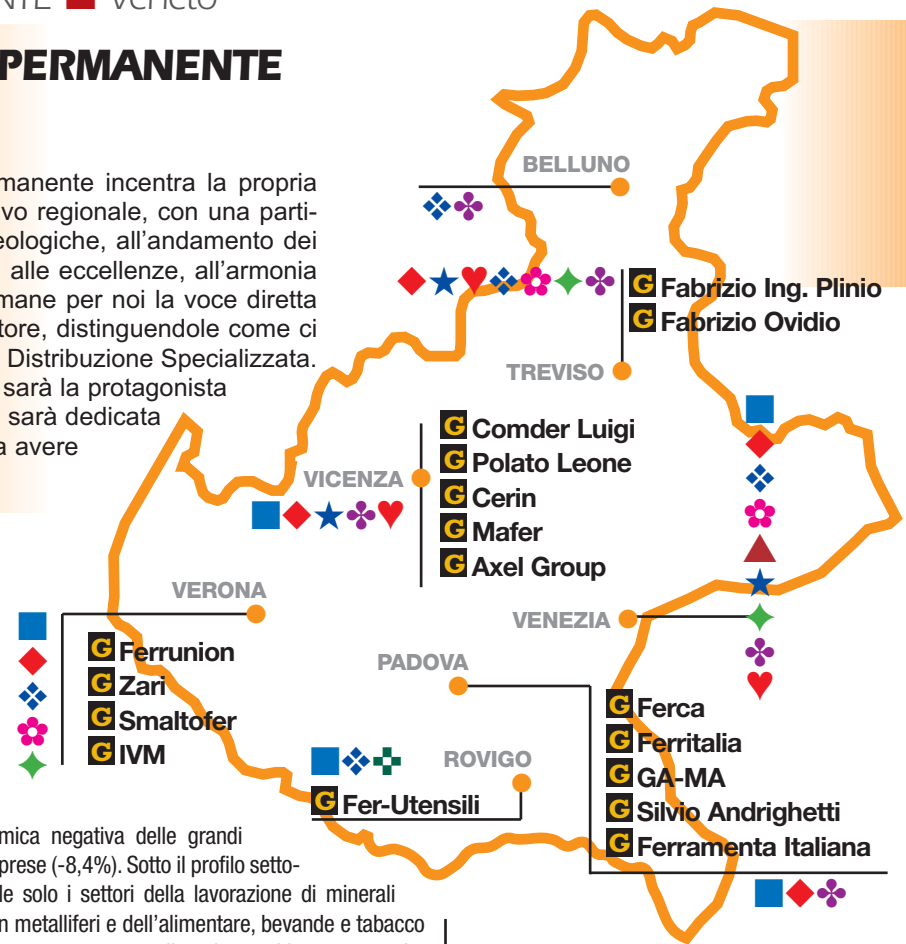 NTE ■ Veneto
PERMANENTE
manente incentra la propria
vo regionale, con una parti-
eologiche, all'andamento dei
alle eccellenze, all'armonia
mane per noi la voce diretta
tore, distinguendole come ci
Distribuzione Specializzata.
sarà la protagonista
sarà dedicata
a avere
BELLUNO
G Fabrizio Ing. Plinio
G Fabrizio Ovidio
TREVISO
VICENZA
G Comder Luigi
G Polato Leone
G Cerin
G Mafer
G Axel Group
VERONA
G Ferrunion
G Zari
G Smaltofer
G IVM
VENEZIA
PADOVA
G Ferca
G Ferritalia
G GA-MA
G Silvio Andrighetti
G Ferramenta Italiana
ROVIGO
G Fer-Utensili
mica negativa delle grandi
prese (-8,4%). Sotto il profilo setto-
le solo i settori della lavorazione di minerali
n metalliferi e dell'alimentare, bevande e tabacco